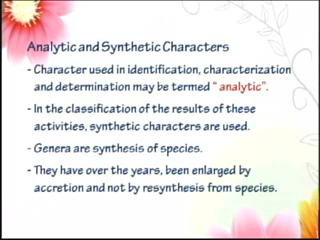 Analytic and Synthetic Characters
- Character used in identification, characterization
and determination may be termed “ analytic”.
- In the classification of the results of these
activities, synthetic characters are used.
- Genera are synthesis of species.
- They have over the years, been enlarged by
accretion and not by resynthesis from species.